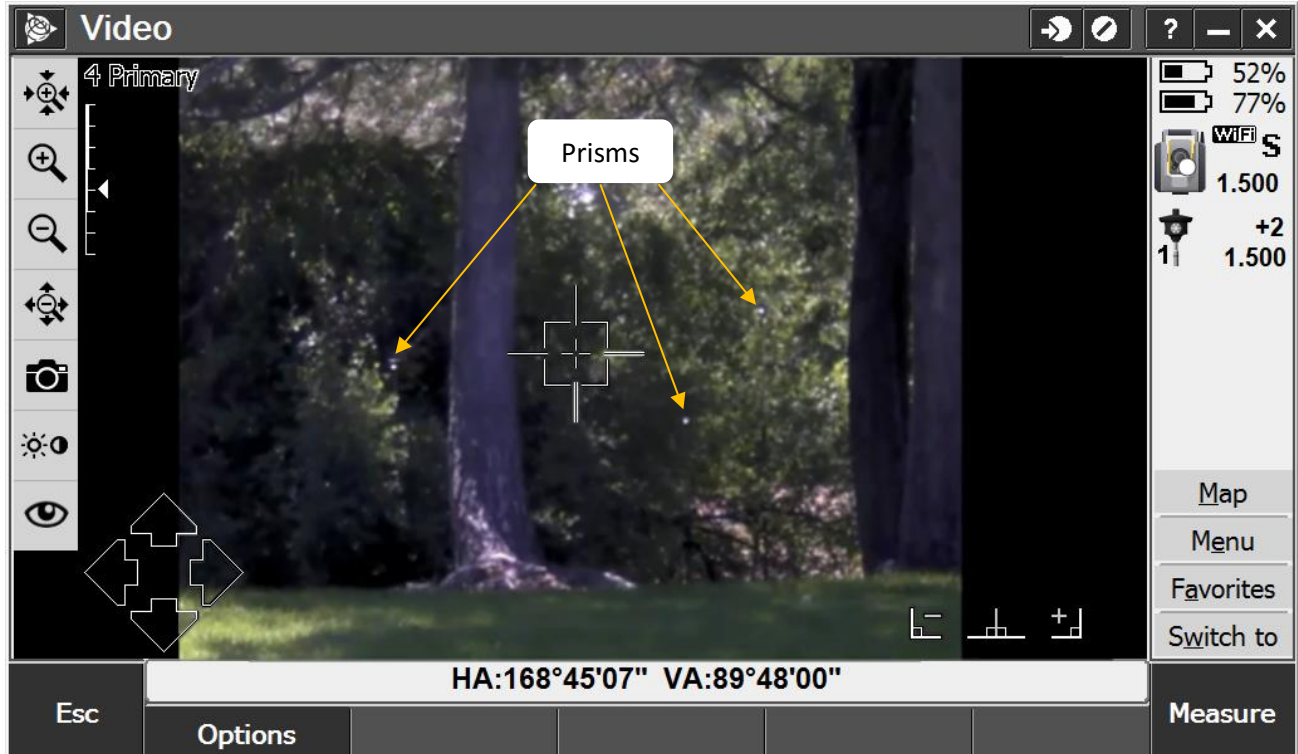 Video
?
4 Primary
52%
77%
Prisms
WiFi S
1.500
+2
1 1.500
Map
Menu
Favorites
Switch to
HA:168°45'07" VA:89°48'00"
Esc
Options
Measure